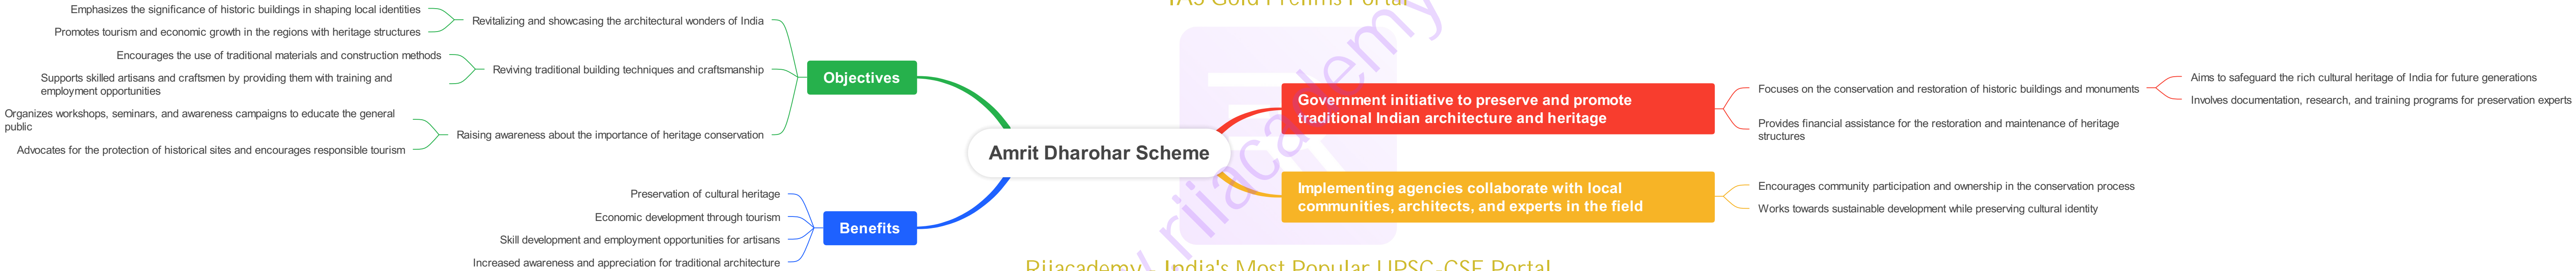 IAS Gold Prelims Portal
Amrit Dharohar Scheme
Government initiative to preserve and promote
traditional Indian architecture and heritage
Focuses on the conservation and restoration of historic buildings and monuments
Aims to safeguard the rich cultural heritage of India for future generations
Involves documentation, research, and training programs for preservation experts
Provides financial assistance for the restoration and maintenance of heritage
structures
Implementing agencies collaborate with local
communities, architects, and experts in the field
Encourages community participation and ownership in the conservation process
Works towards sustainable development while preserving cultural identity
Objectives
Revitalizing and showcasing the architectural wonders of India
Emphasizes the significance of historic buildings in shaping local identities
Promotes tourism and economic growth in the regions with heritage structures
Reviving traditional building techniques and craftsmanship
Encourages the use of traditional materials and construction methods
Supports skilled artisans and craftsmen by providing them with training and
employment opportunities
Raising awareness about the importance of heritage conservation
Organizes workshops, seminars, and awareness campaigns to educate the general
public
Advocates for the protection of historical sites and encourages responsible tourism
Benefits
Preservation of cultural heritage
Economic development through tourism
Skill development and employment opportunities for artisans
Increased awareness and appreciation for traditional architecture
Rijacademy - India's Most Popular UPSC-CSE Portal